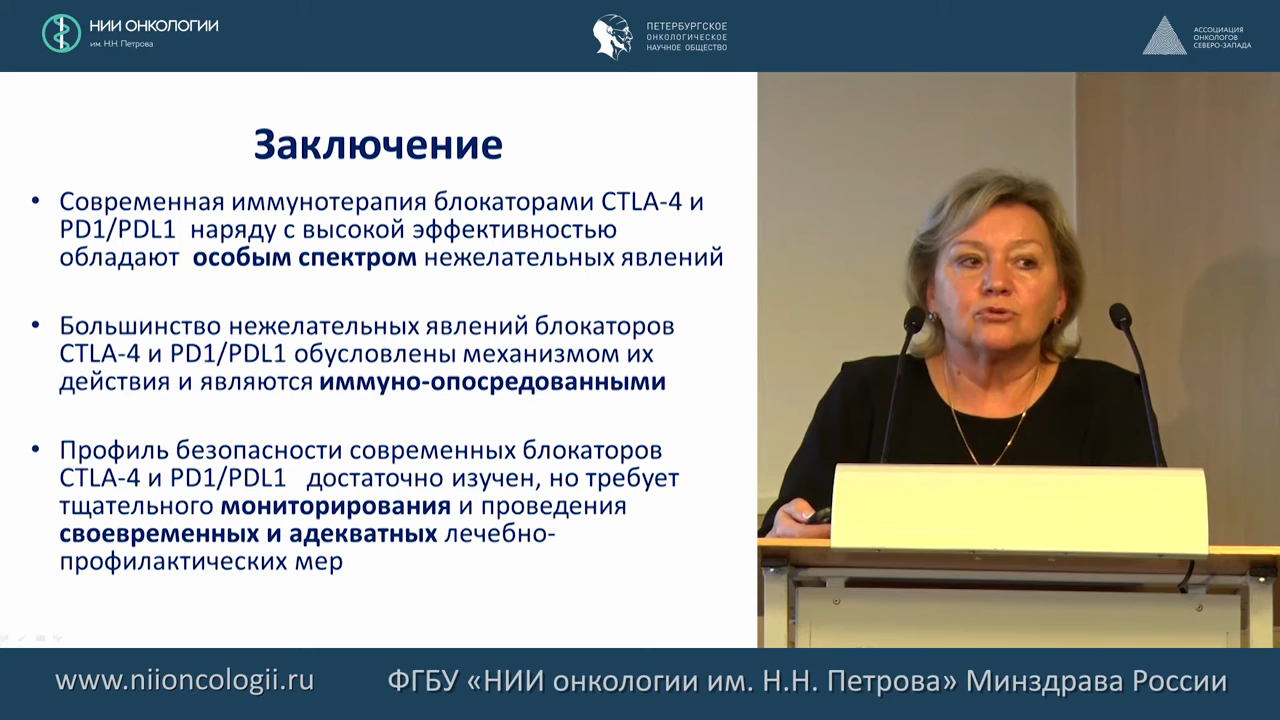 НИИ ОНКОЛОГИИ
им. Н.Н. Петрова
ПЕТЕРБУРГСКОЕ
ОНКОЛОГИЧЕСКОЕ
НАУЧНОЕ ОБЩЕСТВО
АССОЦИАЦИЯ
ОНКОЛОГОВ
СЕВЕРО-ЗАПАДА
Заключение
• Современная иммунотерапия блокаторами CTLA-4 и
PD1/PDL1 наряду с высокой эффективностью
обладают особым спектром нежелательных явлений
• Большинство нежелательных явлений блокаторов
CTLA-4 и PD1/PDL1 обусловлены механизмом их
действия и являются иммуно-опосредованными
• Профиль безопасности современных блокаторов
CTLA-4 и PD1/PDL1 достаточно изучен, но требует
тщательного мониторирования и проведения
своевременных и адекватных лечебно-
профилактических мер
www.niioncologii.ru
ФГБУ «НИИ онкологии им. Н.Н. Петрова» Минздрава России